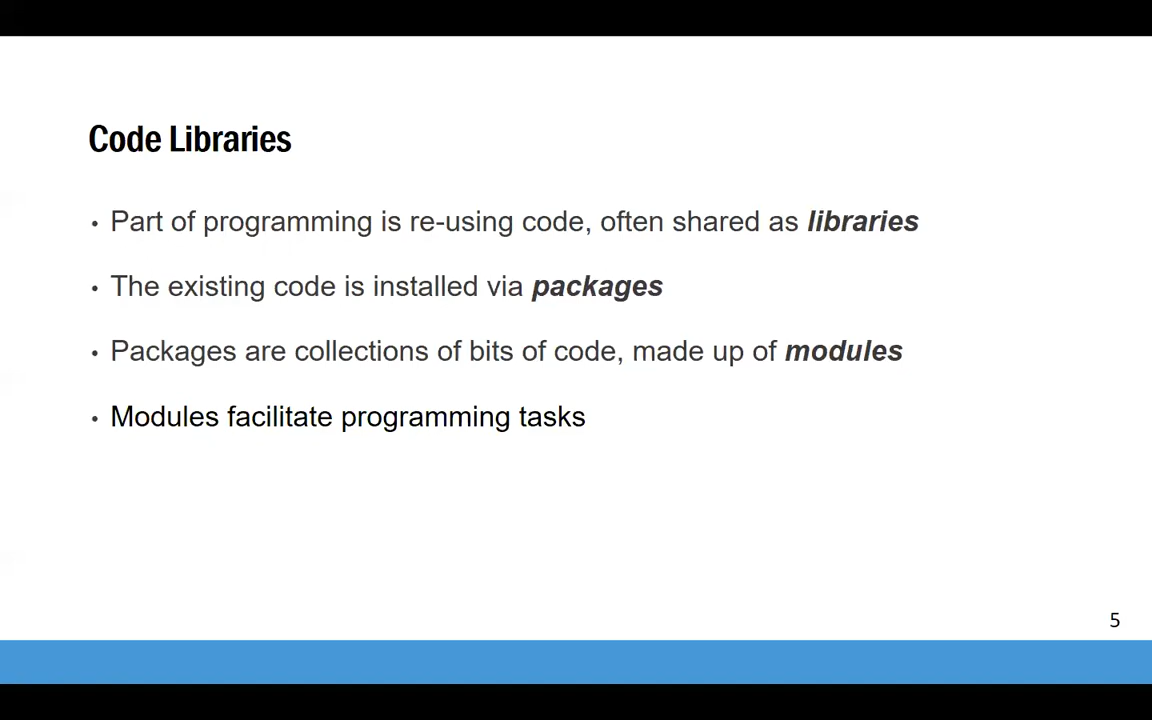 Code Libraries
• Part of programming is re-using code, often shared as libraries
• The existing code is installed via packages
• Packages are collections of bits of code, made up of modules
• Modules facilitate programming tasks
5